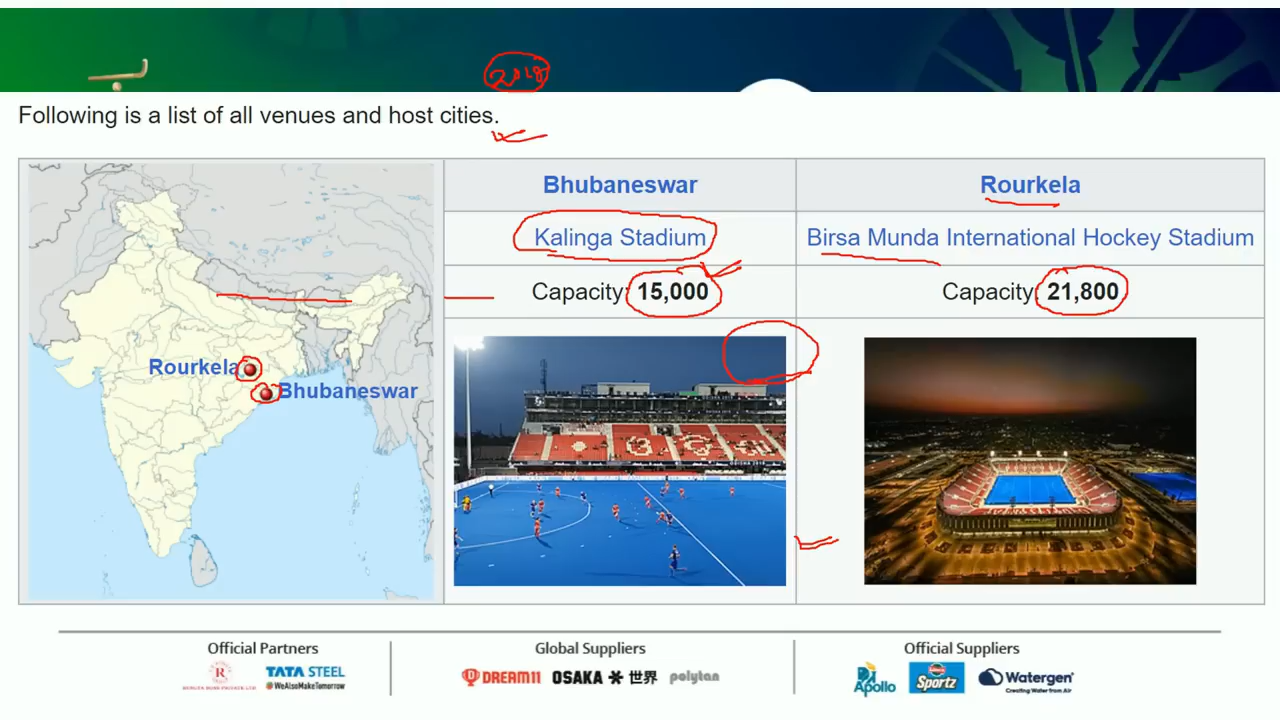 2018
Following is a list of all venues and host cities.
Bhubaneswar
Rourkela
Kalinga Stadium
Birsa Munda International Hockey Stadium
Capacity: 15,000
Capacity: 21,800
Rourkela
Bhubaneswar
Official Partners
Global Suppliers
Official Suppliers
TATA STEEL
#WeAlsoMakeTomorrow
DREAM11
OSAKA 世界
polytan
Apollo
Sportz
Watergen
Creating Water from Air